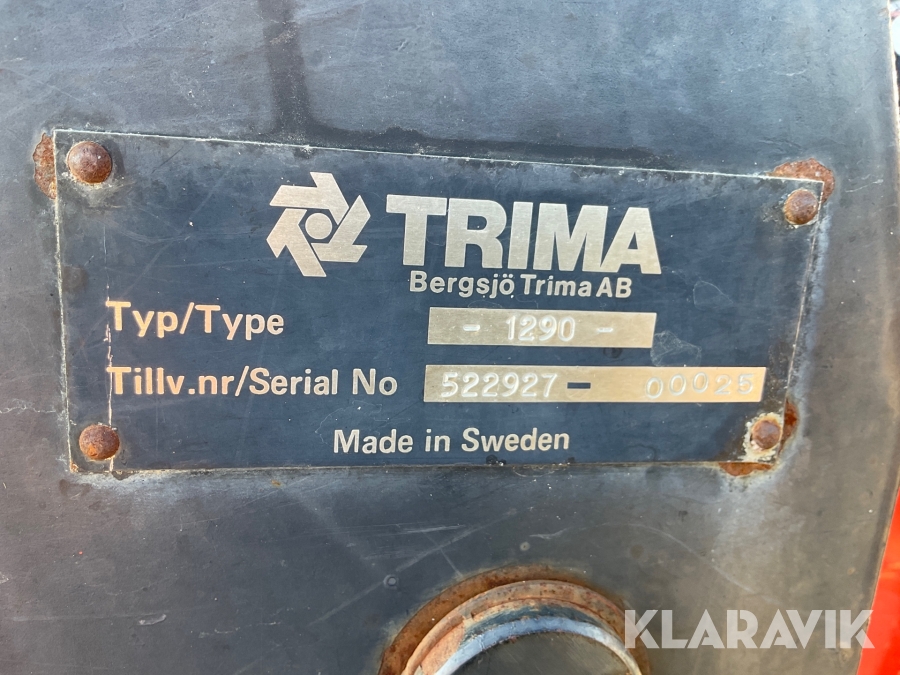 TRIMA
Bergsjö Trima AB
Typ/Type - 1290 -
Tillv.nr/Serial No 522927- 00025
Made in Sweden
KLARAVIK